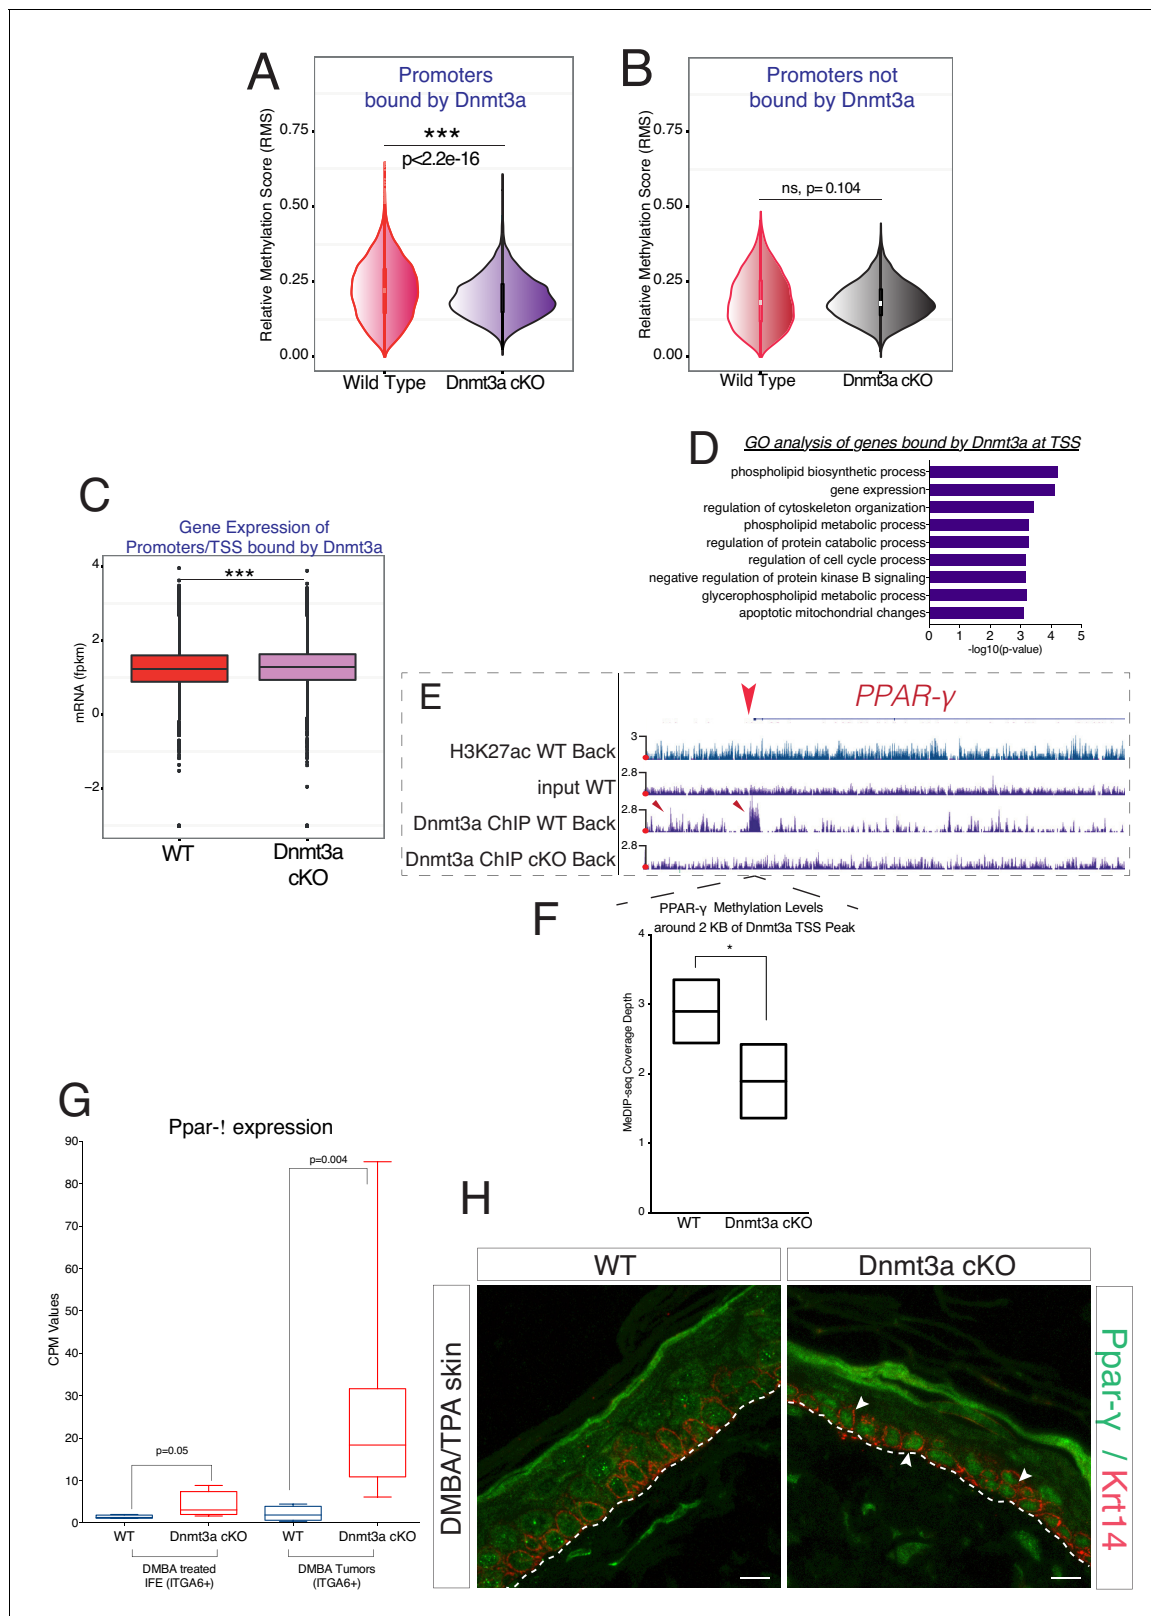 A
Promoters
bound by Dnmt3a
***
p<2.2e-16
Relative Methylation Score (RMS)
0.75
0.50
0.25
0.00
Wild Type
Dnmt3a cKO
B
Promoters not
bound by Dnmt3a
ns, p= 0.104
Relative Methylation Score (RMS)
0.75
0.50
0.25
0.00
Wild Type
Dnmt3a cKO
C
Gene Expression of
Promoters/TSS bound by Dnmt3a
***
mRNA (fpkm)
4
2
0
−2
WT
Dnmt3a
cKO
D
GO analysis of genes bound by Dnmt3a at TSS
phospholipid biosynthetic process
gene expression
regulation of cytoskeleton organization
phospholipid metabolic process
regulation of protein catabolic process
regulation of cell cycle process
negative regulation of protein kinase B signaling
glycerophospholipid metabolic process
apoptotic mitochondrial changes
0 1 2 3 4 5
-log10(p-value)
E
PPAR-γ
H3K27ac WT Back
3
input WT
2.8
Dnmt3a ChIP WT Back
2.8
Dnmt3a ChIP cKO Back
2.8
F
PPAR-γ Methylation Levels
around 2 KB of Dnmt3a TSS Peak
*
MeDIP-seq Coverage Depth
4
3
2
1
0
WT
Dnmt3a cKO
G
Ppar-! expression
CPM Values
90
80
70
60
50
40
30
20
10
0
p=0.05
p=0.004
WT
Dnmt3a cKO
WT
Dnmt3a cKO
DMBA treated
IFE (ITGA6+)
DMBA Tumors
(ITGA6+)
H
WT
Dnmt3a cKO
DMBA/TPA skin
Ppar-γ / Krt14